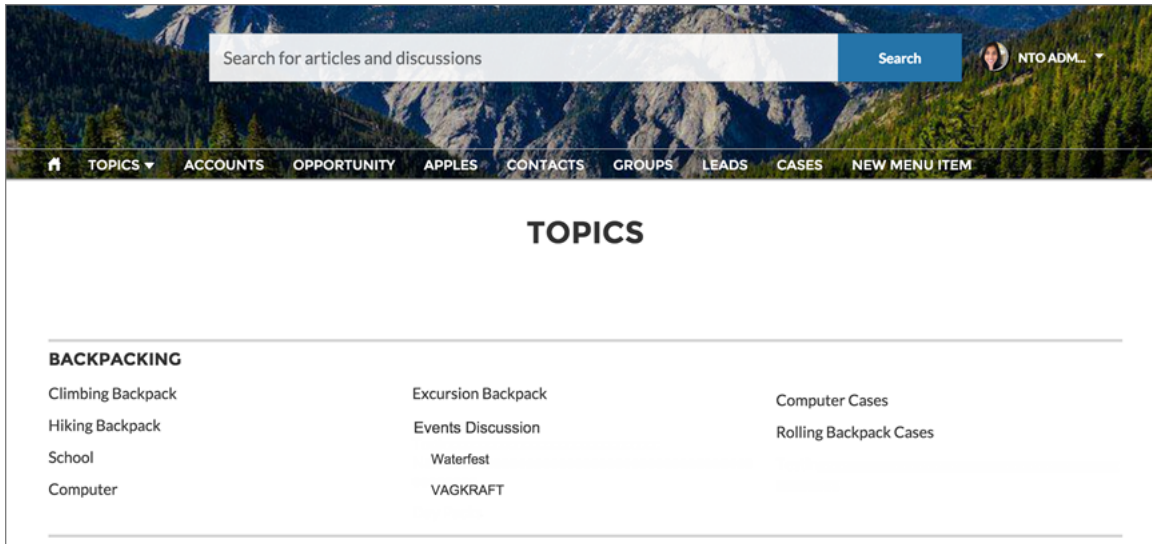 Search for articles and discussions
Search
NTO ADM...
TOPICS
ACCOUNTS
OPPORTUNITY
APPLES
CONTACTS
GROUPS
LEADS
CASES
NEW MENU ITEM
TOPICS
BACKPACKING
Climbing Backpack
Hiking Backpack
School
Computer
Excursion Backpack
Events Discussion
Waterfest
VAGKRAFT
Computer Cases
Rolling Backpack Cases